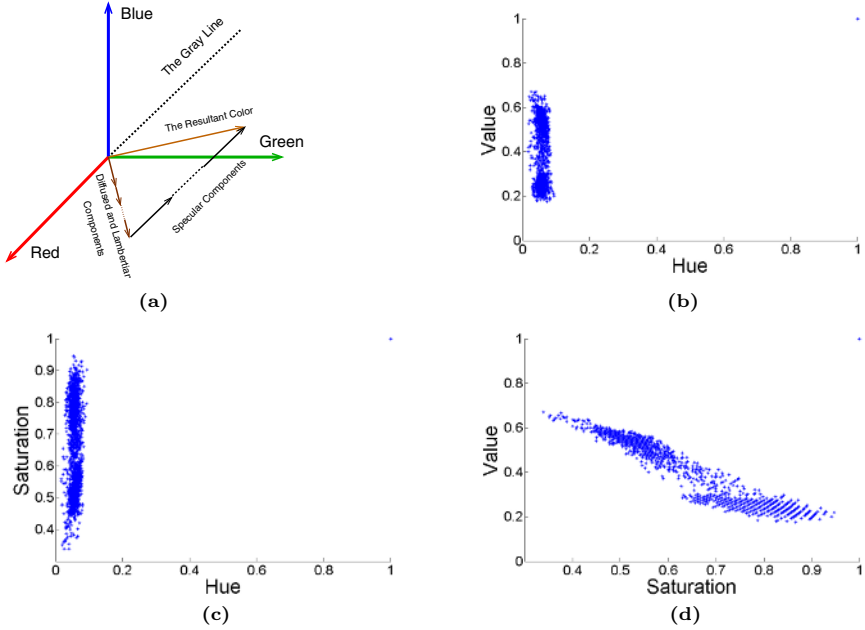 Blue
The Gray Line
The Resultant Color
Green
Diffused and Lambertian
Components
Specular Components
Red
(a)
1
0.8
0.6
0.4
0.2
0
Value
0.2
0.4
0.6
0.8
1
Hue
(b)
1
0.9
0.8
0.7
0.6
0.5
0.4
Saturation
0
0.2
0.4
0.6
0.8
1
Hue
(c)
1
0.8
0.6
0.4
0.2
0
Value
0.4
0.5
0.6
0.7
0.8
0.9
1
Saturation
(d)